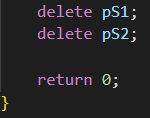 delete pS1;
delete pS2;
return 0;
}